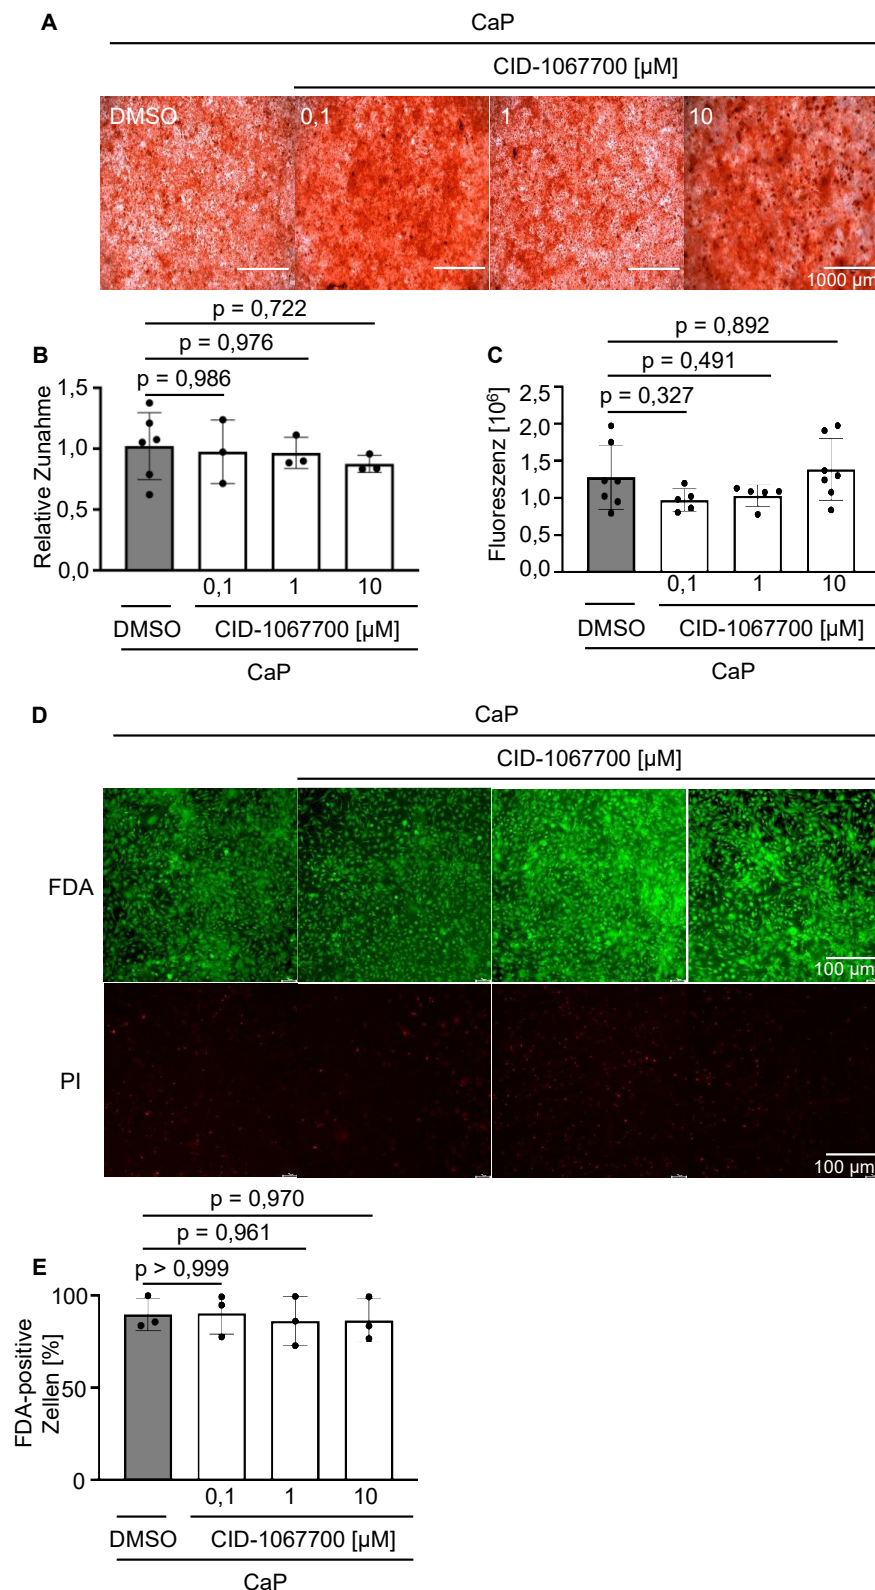 A
CaP
CID-1067700 [µM]
DMSO 0,1 1 10
1000 µm
B
p = 0,722
p = 0,976
p = 0,986
Relative Zunahme
1,5
1,0
0,5
0,0
0,1 1 10
DMSO CID-1067700 [µM]
CaP
C
p = 0,892
p = 0,491
p = 0,327
Fluoreszenz [10⁶]
2,5
2,0
1,5
1,0
0,5
0,0
0,1 1 10
DMSO CID-1067700 [µM]
CaP
D
CaP
CID-1067700 [µM]
FDA
100 µm
PI
100 µm
E
p = 0,970
p = 0,961
p > 0,999
FDA-positive
Zellen [%]
100
50
0
0,1 1 10
DMSO CID-1067700 [µM]
CaP